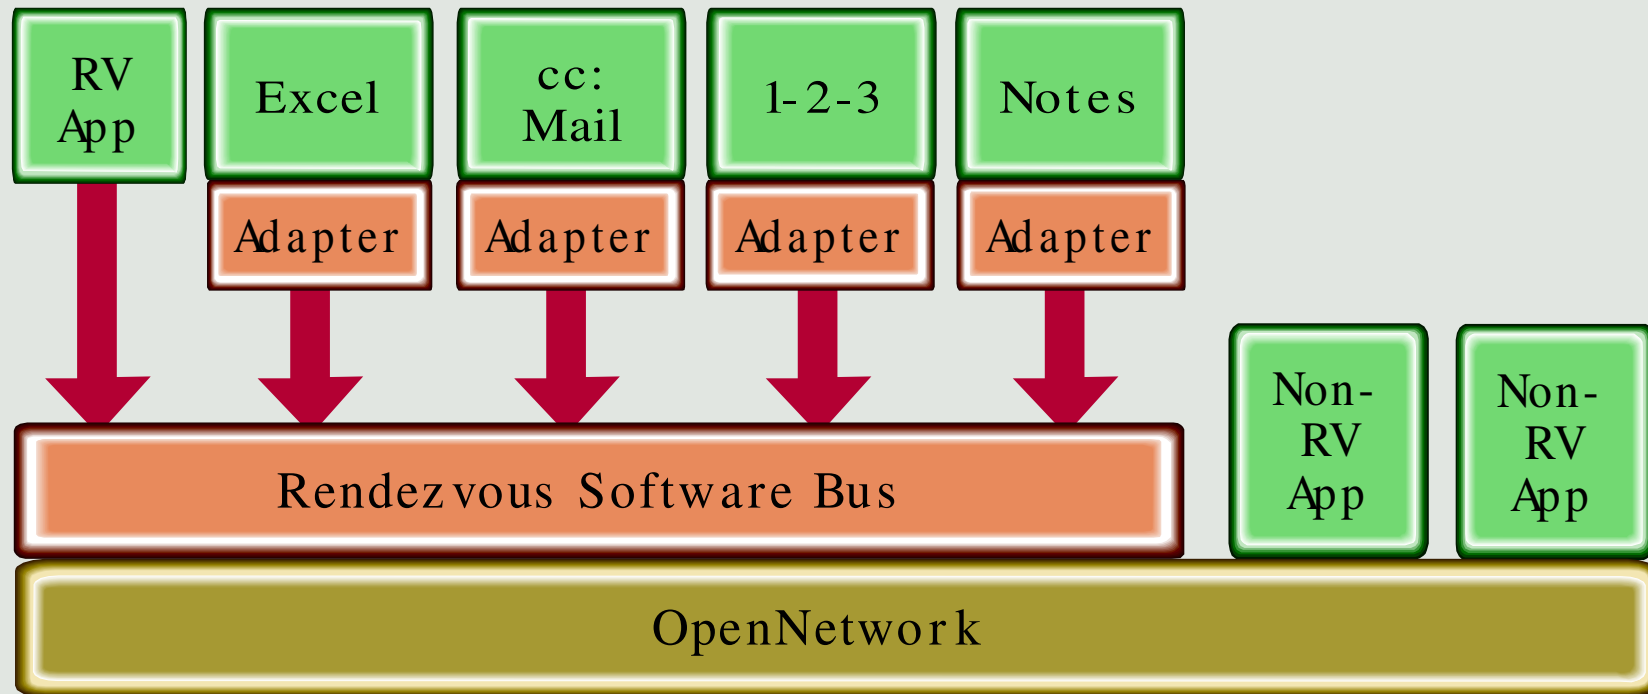 RV
App
Excel
cc:
Mail
1-2-3
Notes
Adapter
Adapter
Adapter
Adapter
Non-
RV
App
Non-
RV
App
Rendezvous Software Bus
OpenNetwork